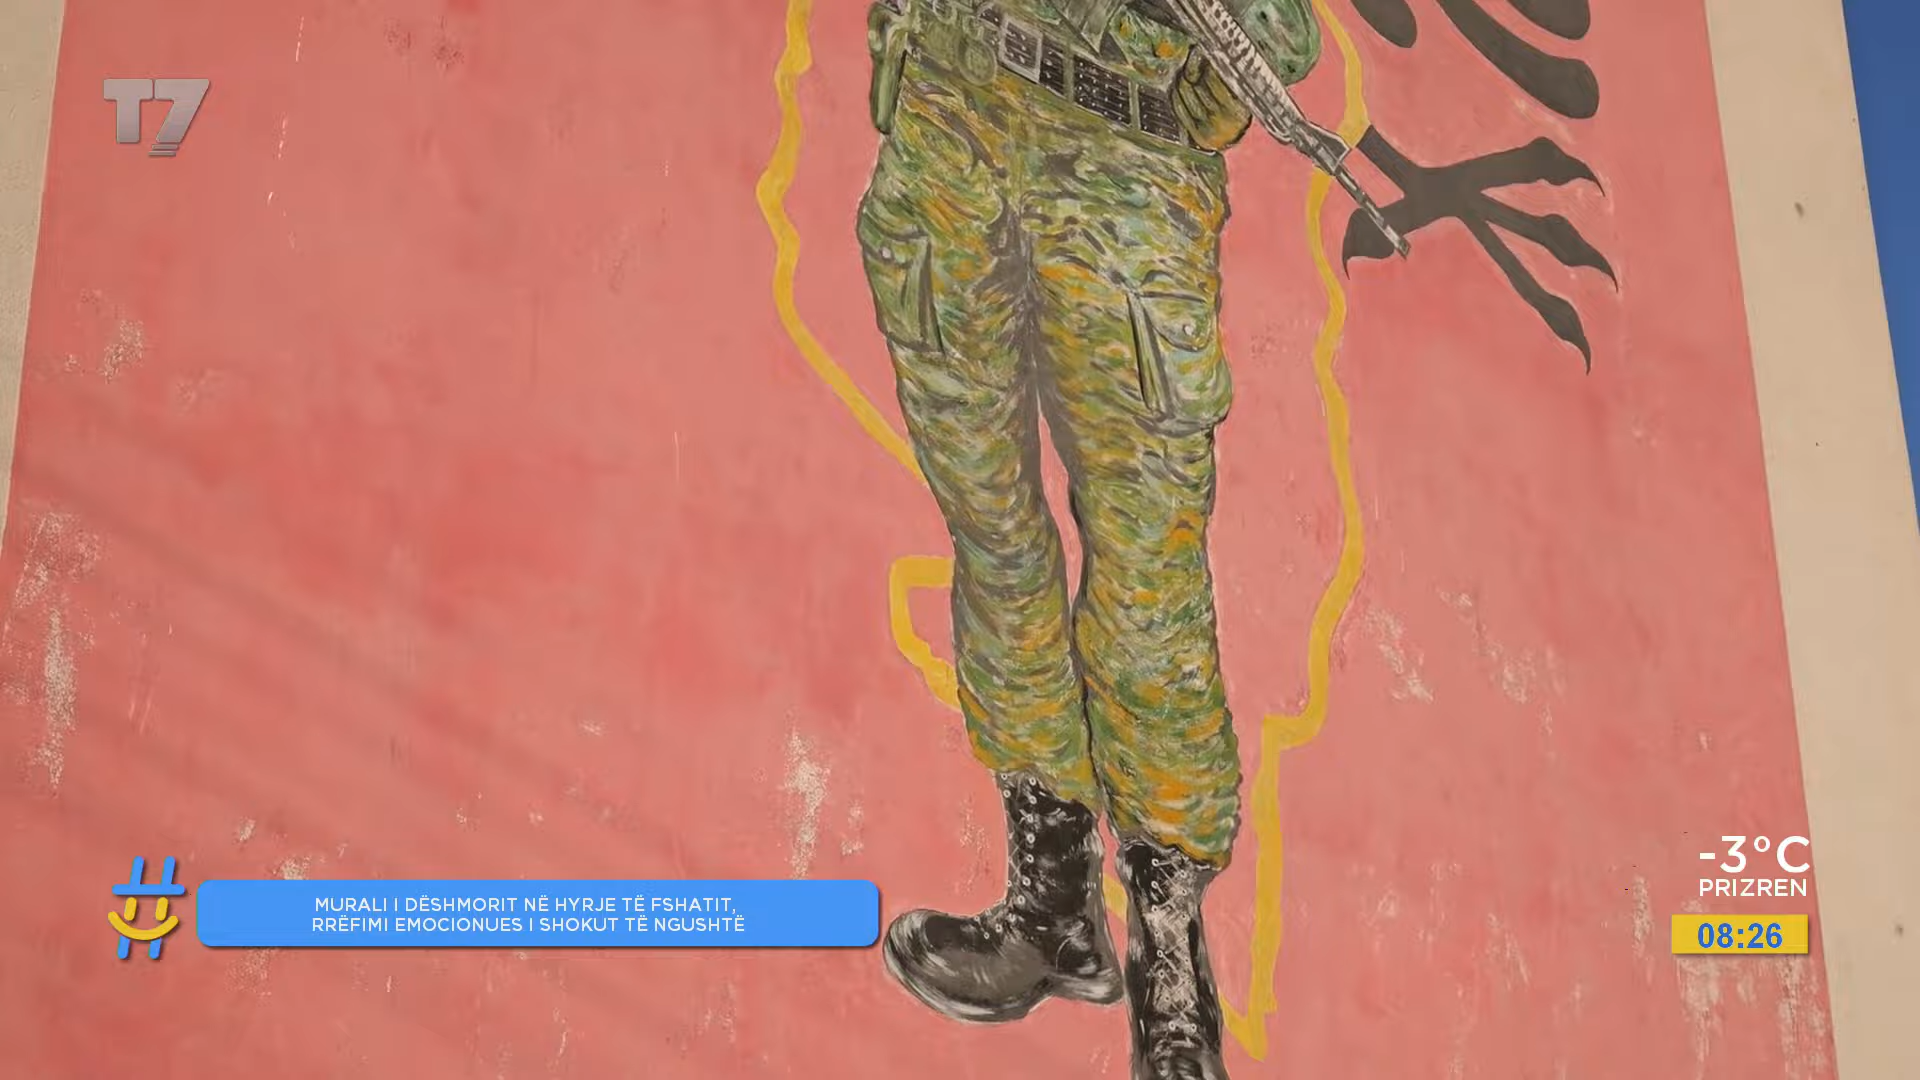 T7
MURALI I DËSHMORIT NË HYRJE TË FSHATIT,
RRËFIMI EMOCIONUES I SHOKUT TË NGUSHTË
-3°C
PRIZREN
08:26